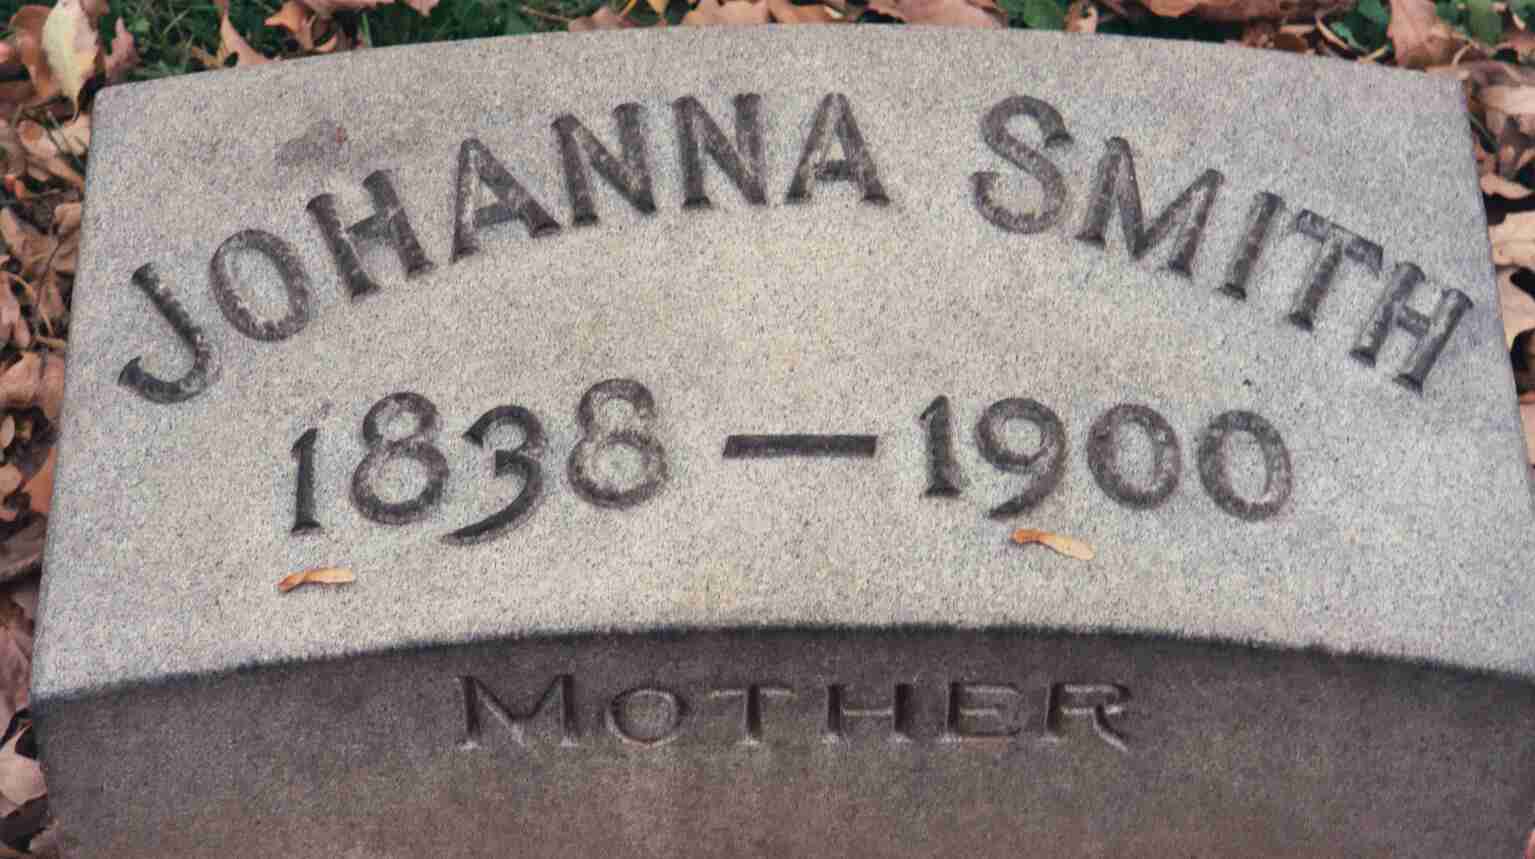 JOHANNA SMITH
1838 — 1900
MOTHER